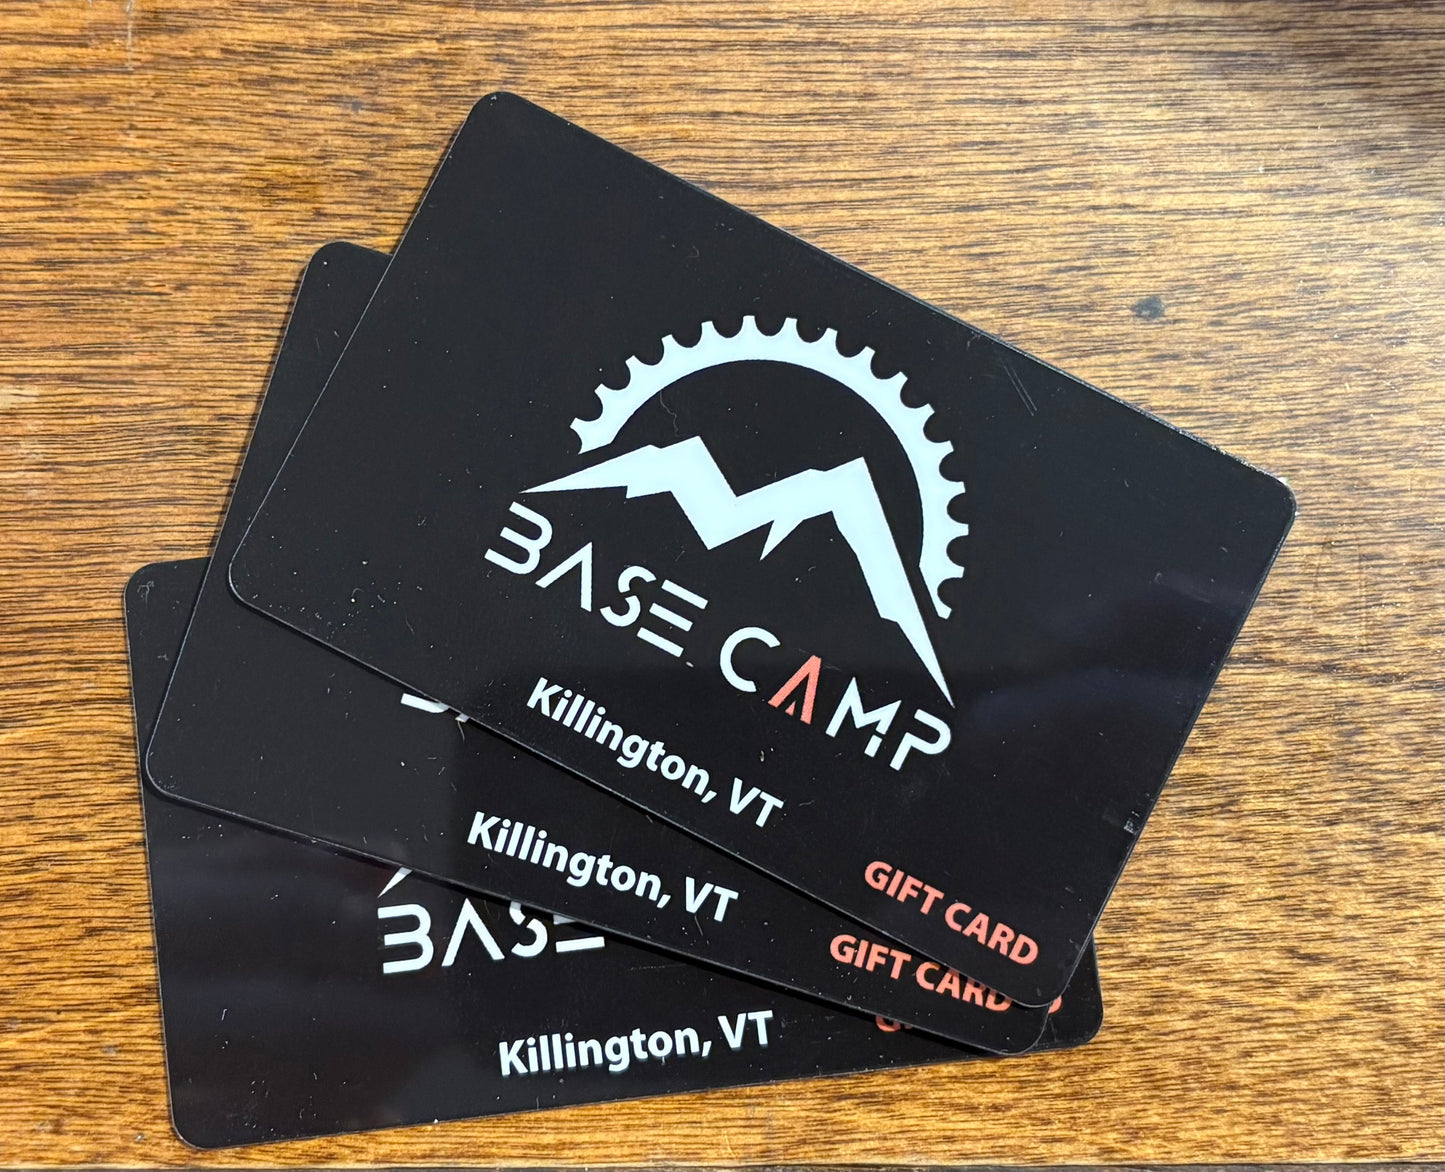 BASE CAMP
Killington, VT
GIFT CARD
Killington, VT
GIFT CARD
BASE
Killington, VT